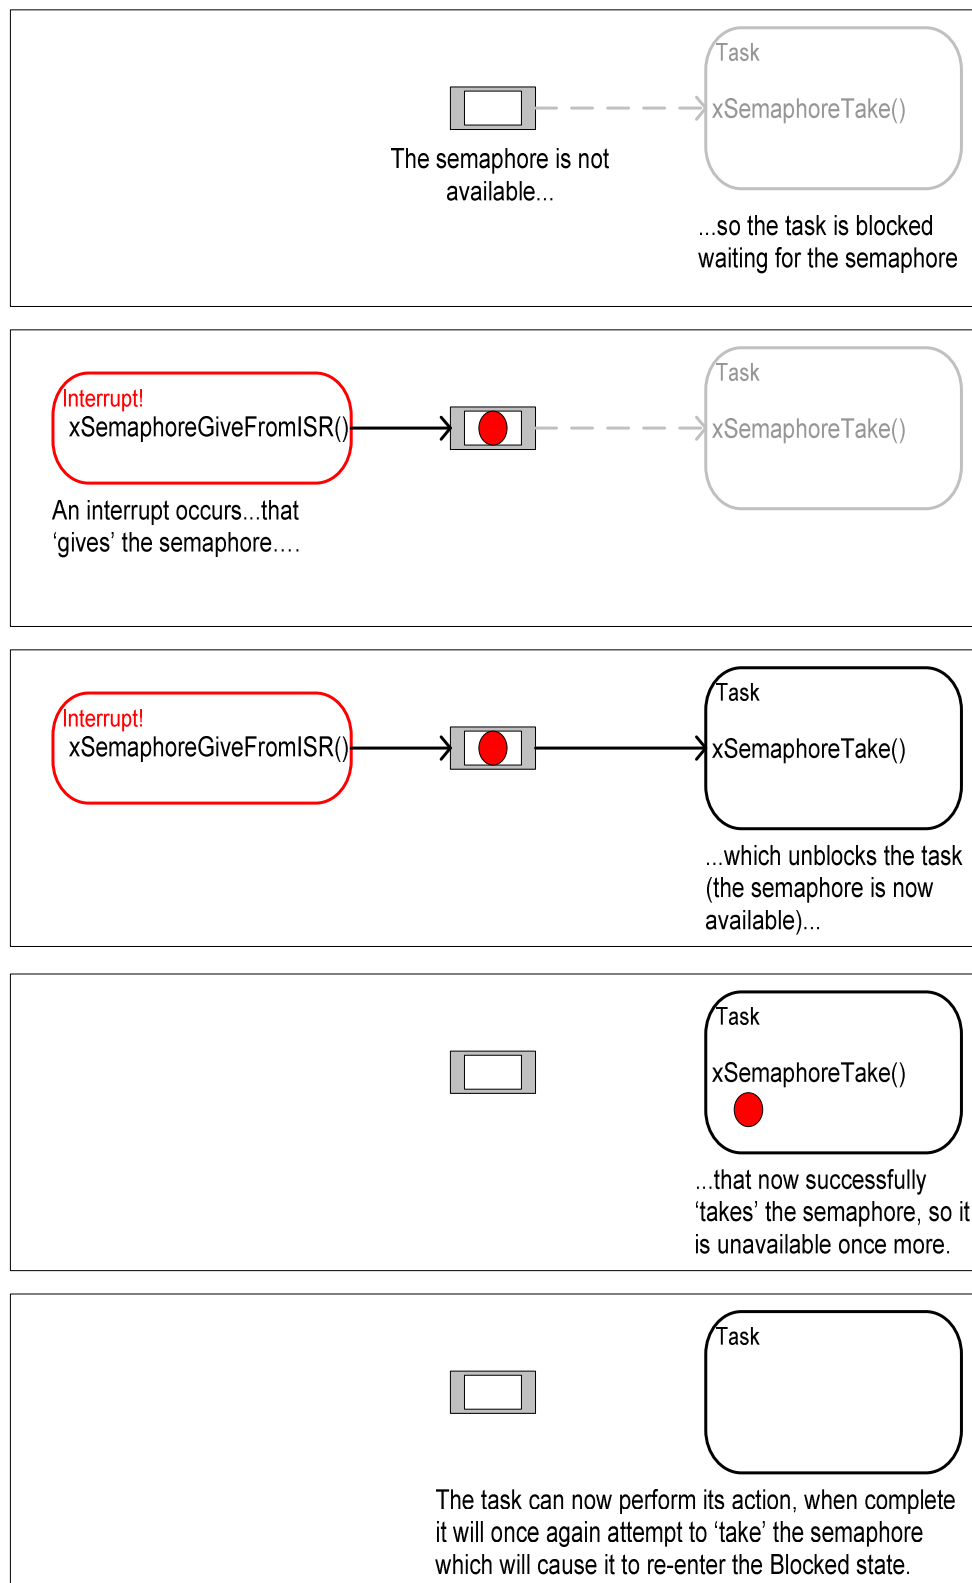 Task
xSemaphoreTake()
The semaphore is not
available...
...so the task is blocked
waiting for the semaphore
Task
Interrupt!
xSemaphoreGiveFromISR()
xSemaphoreTake()
An interrupt occurs...that
‘gives’ the semaphore....
Task
Interrupt!
xSemaphoreGiveFromISR()
xSemaphoreTake()
...which unblocks the task
(the semaphore is now
available)...
Task
xSemaphoreTake()
...that now successfully
‘takes’ the semaphore, so it
is unavailable once more.
Task
The task can now perform its action, when complete
it will once again attempt to ‘take’ the semaphore
which will cause it to re-enter the Blocked state.